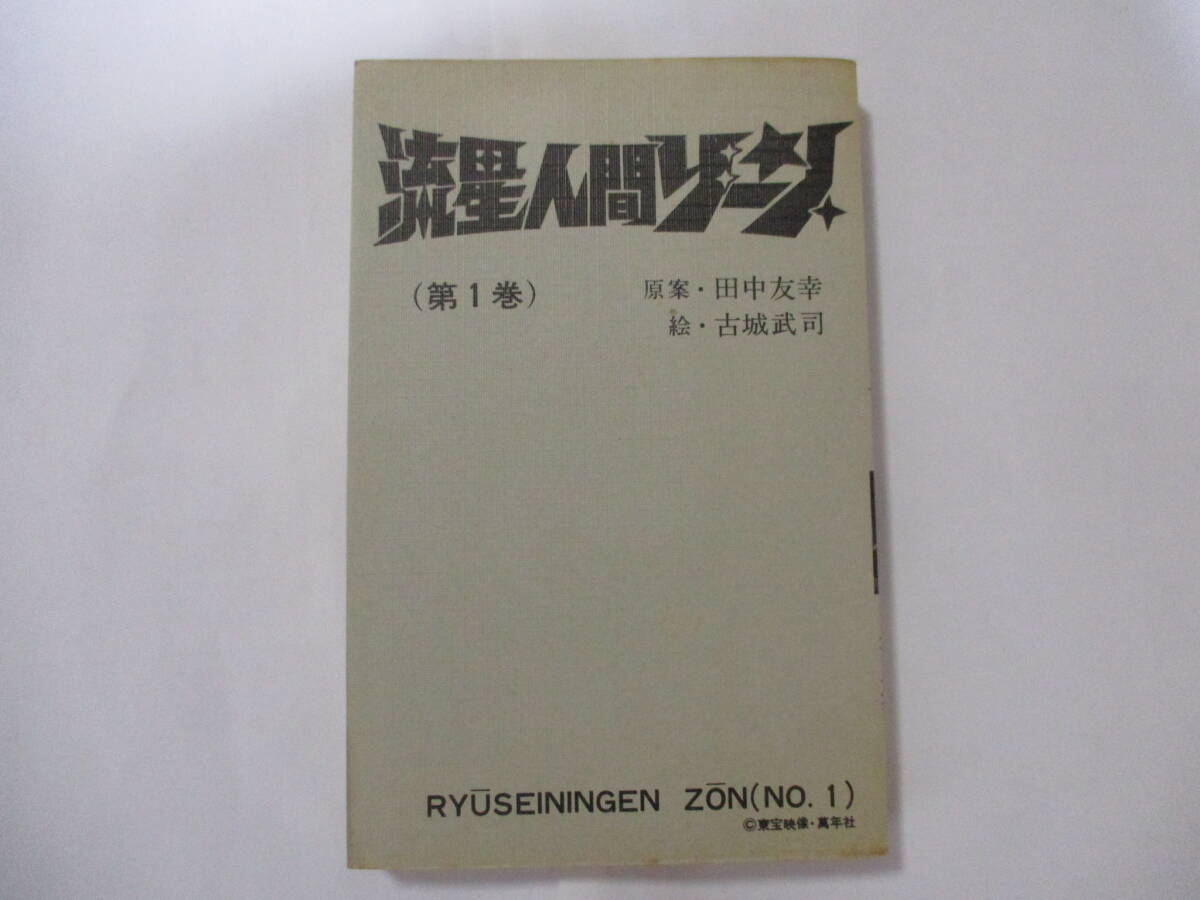 流星人間ゾーン
(第1巻)
原案・田中友幸
絵・古城武司
RYŪSEININGEN ZŌN(NO. 1)
©東宝映像・萬年社